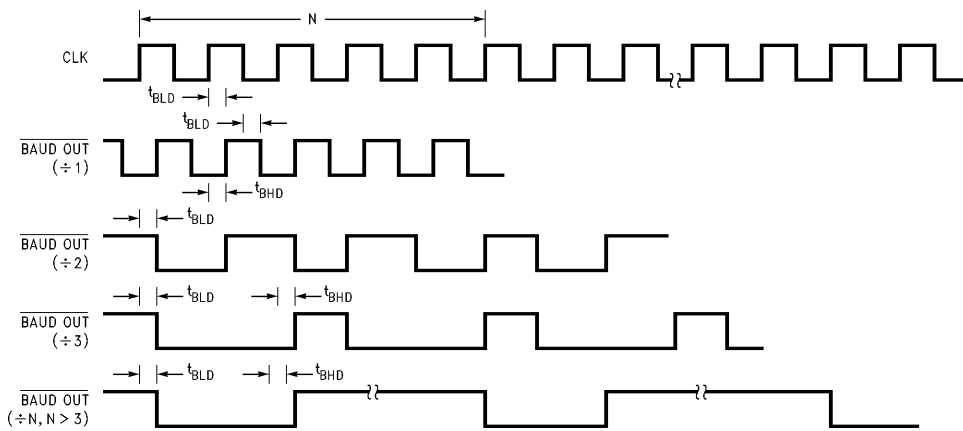 N
CLK
tBLD
tBLD
BAUD OUT
(÷1)
tBHD
tBLD
BAUD OUT
(÷2)
tBLD
tBHD
BAUD OUT
(÷3)
tBLD
tBHD
BAUD OUT
(÷N, N > 3)